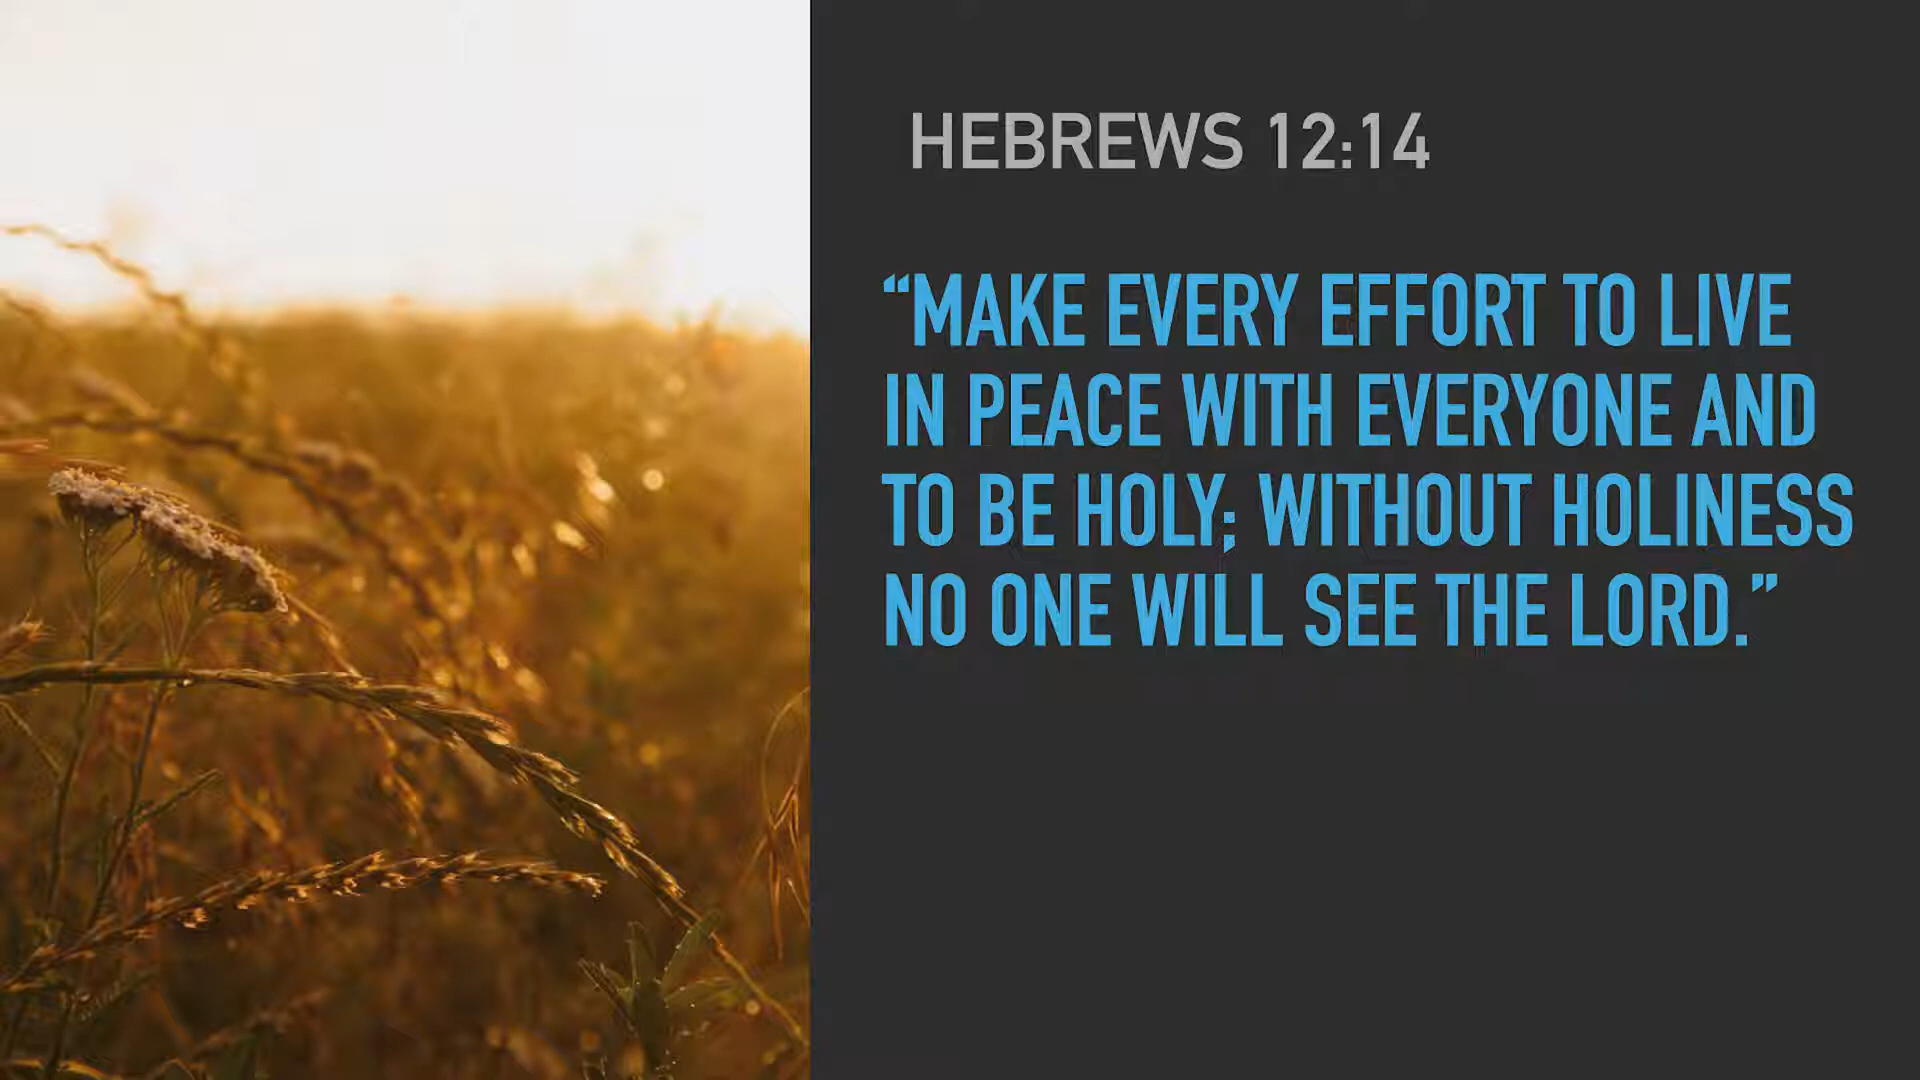 HEBREWS 12:14
“MAKE EVERY EFFORT TO LIVE
IN PEACE WITH EVERYONE AND
TO BE HOLY; WITHOUT HOLINESS
NO ONE WILL SEE THE LORD.”